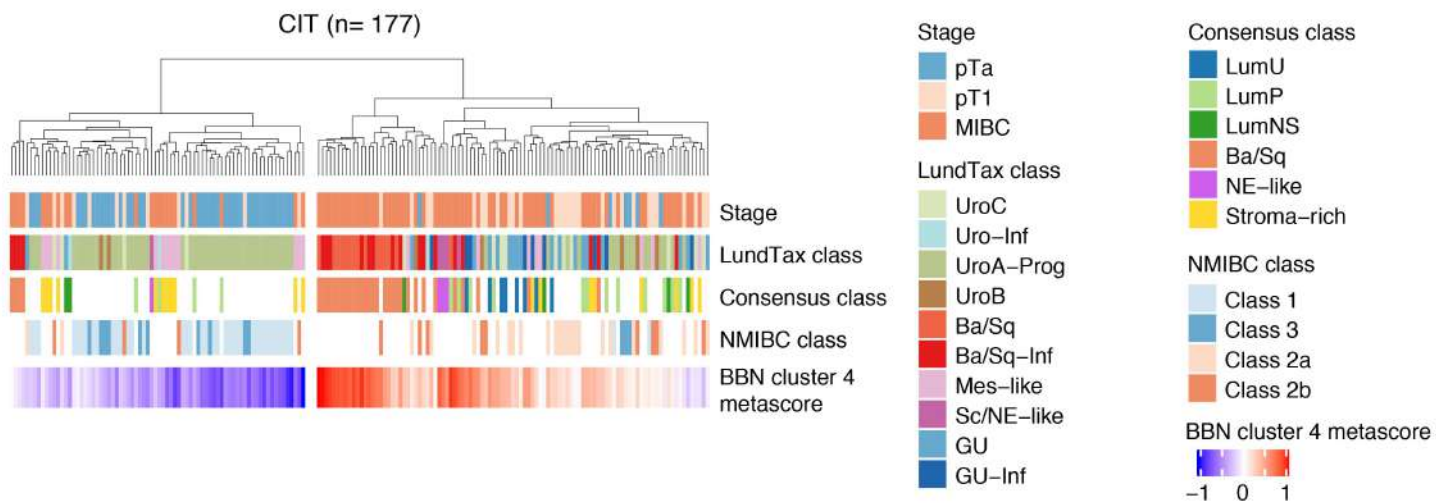 CIT (n= 177)
Stage
LundTax class
Consensus class
NMIBC class
BBN cluster 4
metascore
Stage
pTa
pT1
MIBC
LundTax class
UroC
Uro−Inf
UroA−Prog
UroB
Ba/Sq
Ba/Sq−Inf
Mes−like
Sc/NE−like
GU
GU−Inf
Consensus class
LumU
LumP
LumNS
Ba/Sq
NE−like
Stroma−rich
NMIBC class
Class 1
Class 3
Class 2a
Class 2b
BBN cluster 4 metascore
−1 0 1